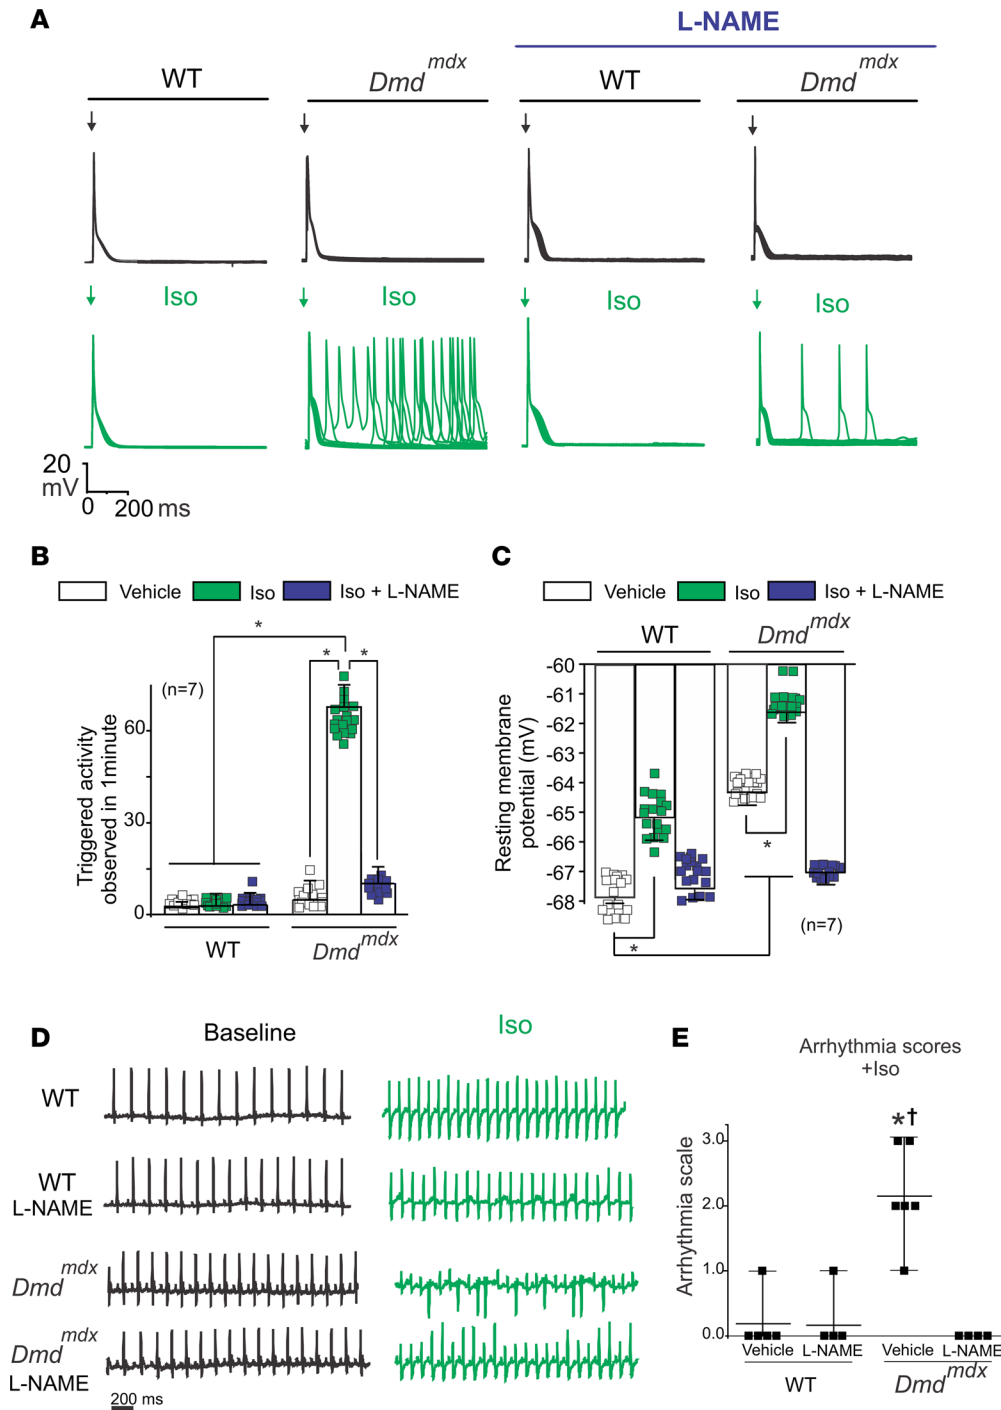 A
L-NAME
WT
Dmd mdx
WT
Dmd mdx
Iso
Iso
Iso
Iso
20
mV
0
200 ms
B
Vehicle
Iso
Iso + L-NAME
*
*
*
(n=7)
Triggered activity
observed in 1minute
60
30
0
WT
Dmd mdx
C
Vehicle
Iso
Iso + L-NAME
WT
Dmd mdx
Resting membrane
potential (mV)
-60
-61
-62
-63
-64
-65
-66
-67
-68
*
*
(n=7)
D
Baseline
Iso
WT
WT
L-NAME
Dmd mdx
Dmd mdx
L-NAME
200 ms
E
Arrhythmia scores
+Iso
*†
Arrhythmia scale
3.0
2.0
1.0
0.0
Vehicle L-NAME Vehicle L-NAME
WT
Dmd mdx